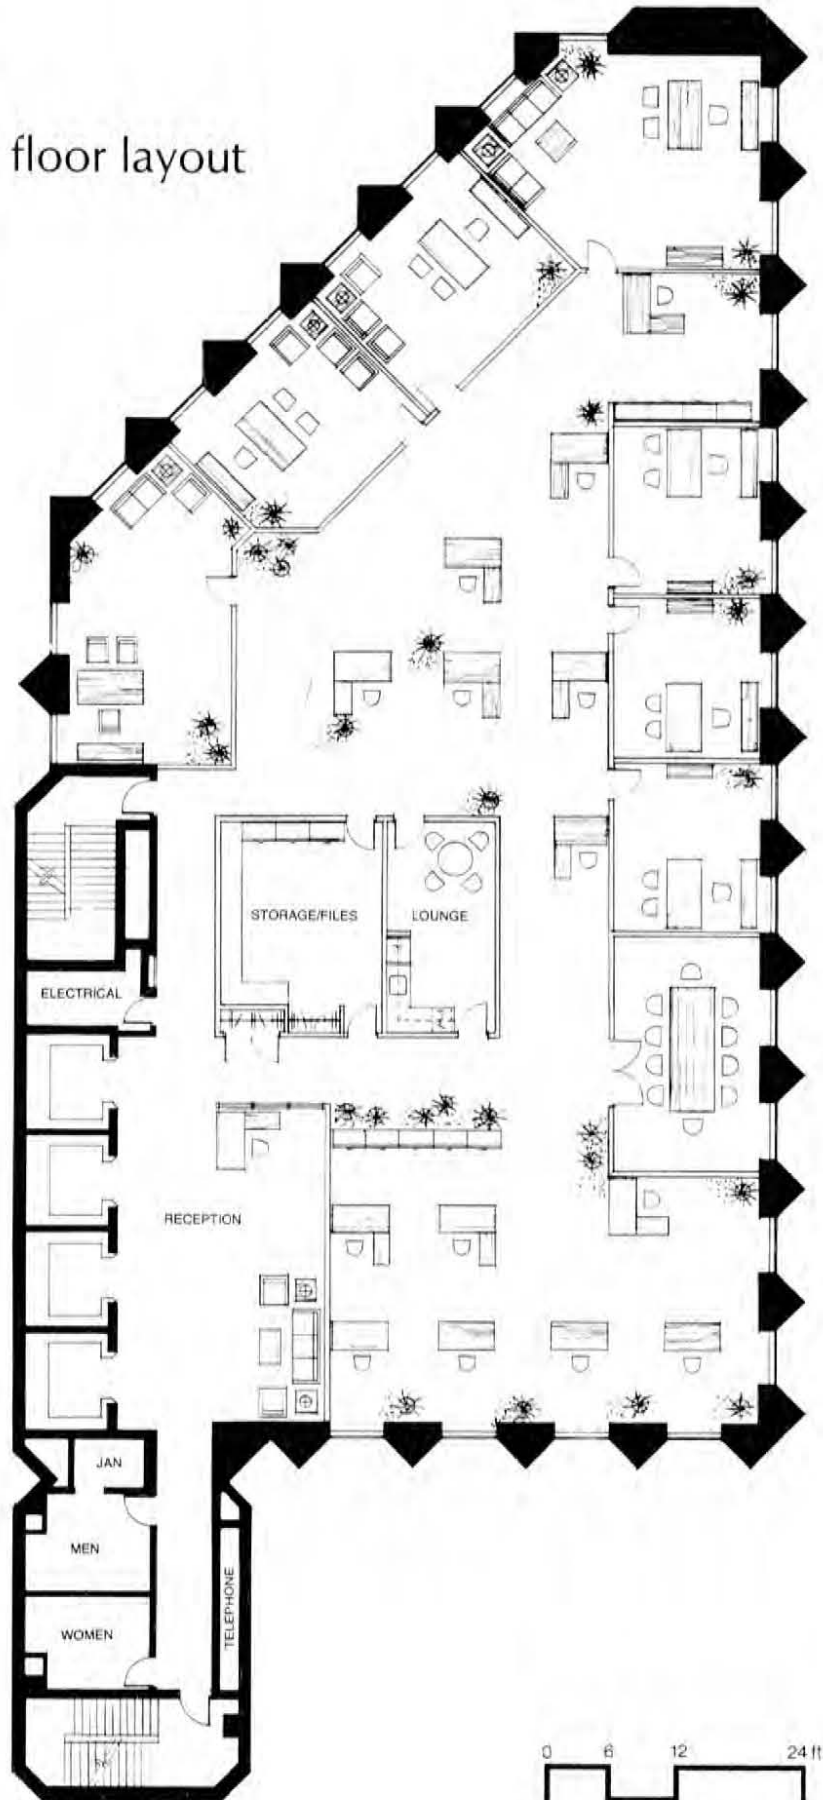 floor layout
STORAGE/FILES
LOUNGE
ELECTRICAL
RECEPTION
JAN
MEN
WOMEN
TELEPHONE
0 6 12 24 ft